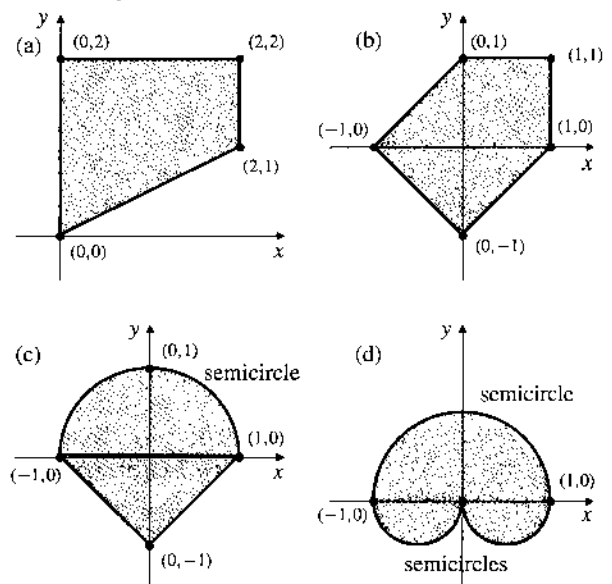 (a)
y
(0,2)
(2,2)
(2,1)
(0,0)
x
(b)
y
(0,1)
(1,1)
(-1,0)
(1,0)
x
(0,-1)
(c)
y
(0,1)
semicircle
(-1,0)
(1,0)
x
(0,-1)
(d)
y
semicircle
(-1,0)
(1,0)
x
semicircles